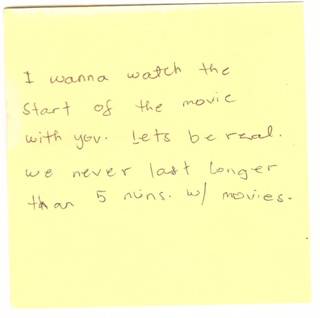 I wanna watch the
start of the movie
with you. Lets be real.
we never last longer
than 5 mins. w/ movies.